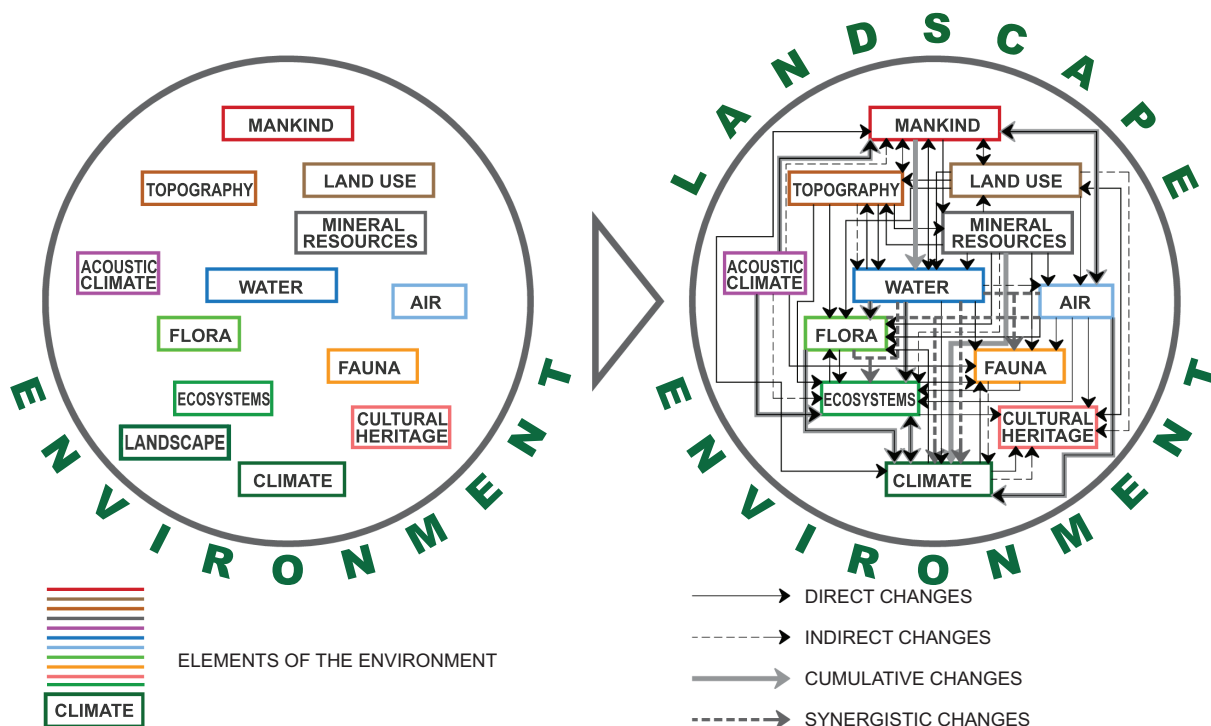 MANKIND
TOPOGRAPHY
LAND USE
MINERAL
RESOURCES
ACOUSTIC
CLIMATE
WATER
AIR
FLORA
FAUNA
ECOSYSTEMS
CULTURAL
HERITAGE
LANDSCAPE
CLIMATE
ENVIRONMENT
LANDSCAPE
MANKIND
TOPOGRAPHY
LAND USE
MINERAL
RESOURCES
ACOUSTIC
CLIMATE
WATER
AIR
FLORA
FAUNA
ECOSYSTEMS
CULTURAL
HERITAGE
CLIMATE
ENVIRONMENT
ELEMENTS OF THE ENVIRONMENT
CLIMATE
DIRECT CHANGES
INDIRECT CHANGES
CUMULATIVE CHANGES
SYNERGISTIC CHANGES